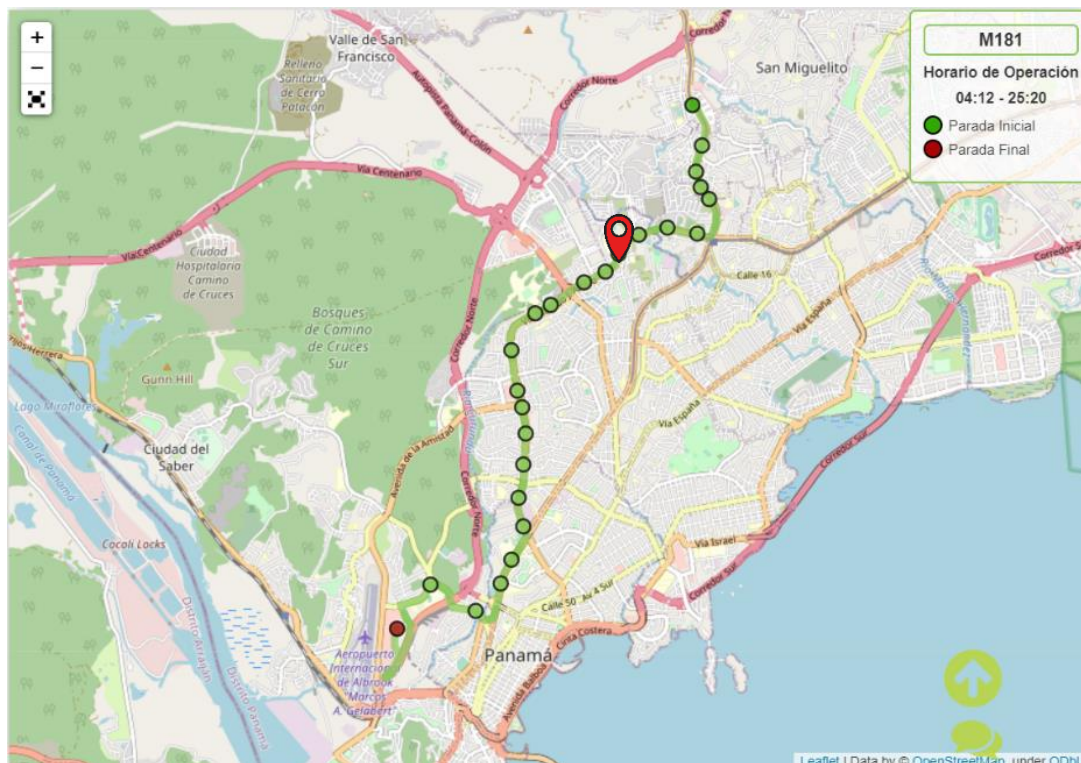 +
−
M181
Horario de Operación
04:12 - 25:20
Parada Inicial
Parada Final
Valle de San
Francisco
Corredor Norte
San Miguelito
Relleno
Sanitario
de Cerro
Patacón
Autopista Panamá-Colón
Corredor Norte
Vía Centenario
Vía Centenario
Ciudad
Hospitalaria
Camino
de Cruces
Corredor Norte
Calle 16
Vía España
Bosques
de Camino
de Cruces
Sur
Gunn Hill
Lago Miraflores
Canal de Panamá
Ciudad del
Saber
Avenida de la Amistad
Vía España
Corredor Norte
Corredor Sur
Cocolí Locks
Vía Israel
Corredor Sur
Calle 50
Av 4 Sur
Distrito Arraiján
Distrito Panamá
Cinta Costera
Panamá
Aeropuerto
Internacional
de Albrook
Marcos
A. Gelabert
Avenida Balboa
Leaflet | Data by © OpenStreetMap, under ODbL